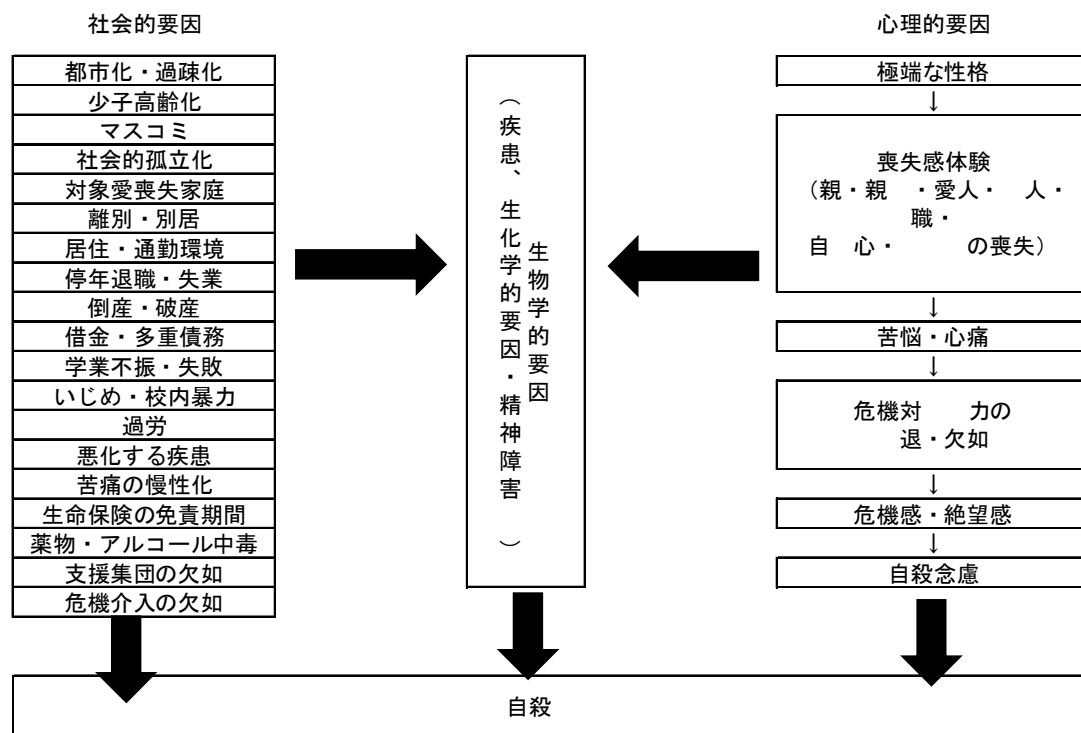 社会的要因
都市化・過疎化
少子高齢化
マスコミ
社会的孤立化
対象愛喪失家庭
離別・別居
居住・通勤環境
停年退職・失業
倒産・破産
借金・多重債務
学業不振・失敗
いじめ・校内暴力
過労
悪化する疾患
苦痛の慢性化
生命保険の免責期間
薬物・アルコール中毒
支援集団の欠如
危機介入の欠如
生物学的要因
（疾患、生化学的要因・精神障害）
心理的要因
極端な性格
↓
喪失感体験
（親・親　・愛人・　人・
職・
自　心・　　の喪失）
↓
苦悩・心痛
↓
危機対　力の
退・欠如
↓
危機感・絶望感
↓
自殺念慮
自殺